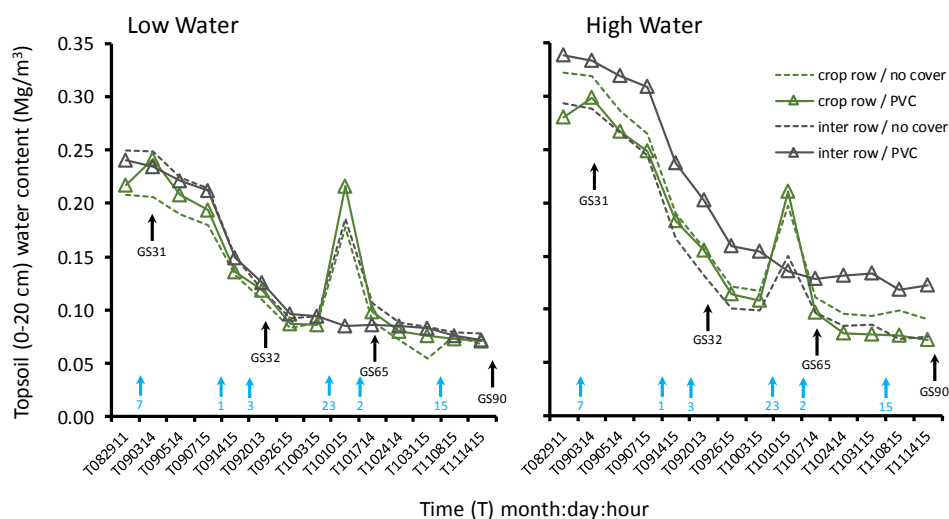 Low Water
High Water
Topsoil (0-20 cm) water content (Mg/m³)
0.35
0.30
0.25
0.20
0.15
0.10
0.05
0.00
GS31
GS32
GS65
GS90
7
1
3
23
2
15
T082911
T090314
T090514
T090715
T091415
T092013
T092615
T100315
T101015
T101714
T102414
T103115
T110815
T111415
crop row / no cover
crop row / PVC
inter row / no cover
inter row / PVC
GS31
GS32
GS65
GS90
7
1
3
23
2
15
T082911
T090314
T090514
T090715
T091415
T092013
T092615
T100315
T101015
T101714
T102414
T103115
T110815
T111415
Time (T) month:day:hour